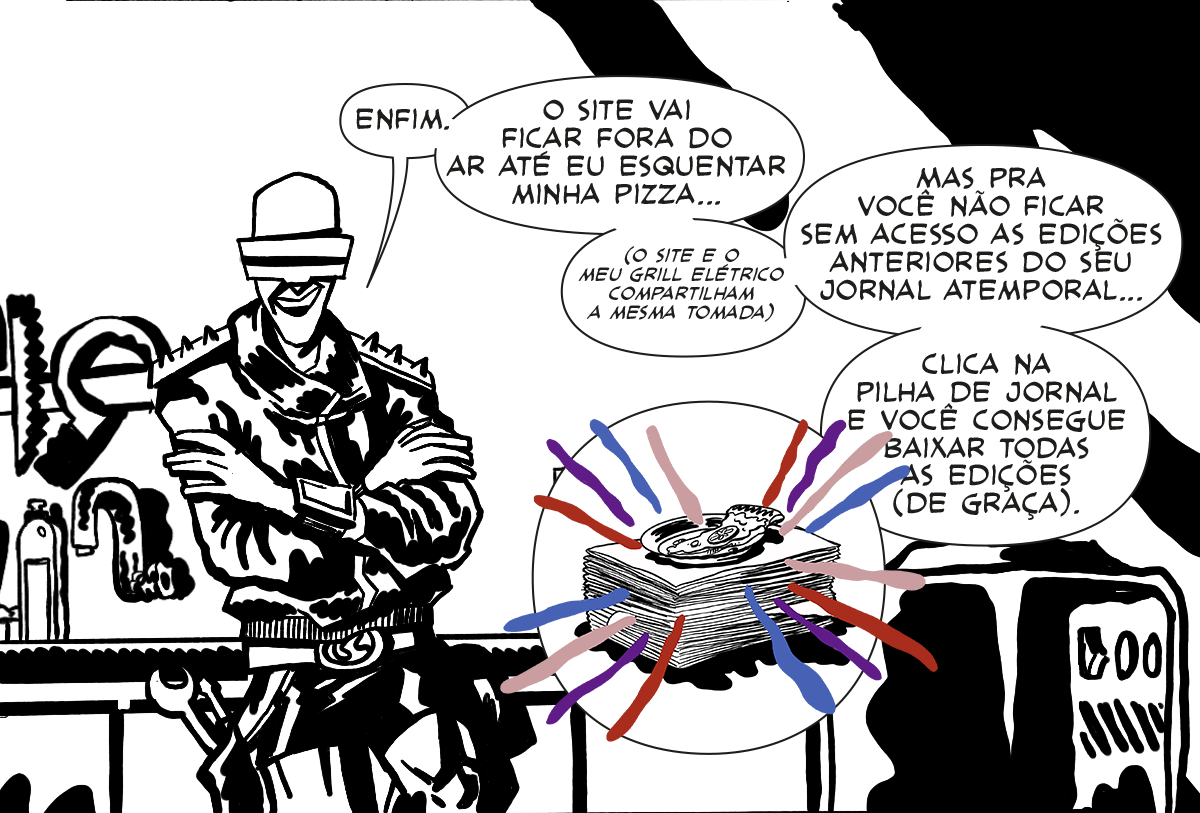 ENFIM.
O SITE VAI
FICAR FORA DO
AR ATÉ EU ESQUENTAR
MINHA PIZZA...
(O SITE E O
MEU GRILL ELÉTRICO
COMPARTILHAM
A MESMA TOMADA)
MAS PRA
VOCÊ NÃO FICAR
SEM ACESSO AS EDIÇÕES
ANTERIORES DO SEU
JORNAL ATEMPORAL...
CLICA NA
PILHA DE JORNAL
E VOCÊ CONSEGUE
BAIXAR TODAS
AS EDIÇÕES
(DE GRAÇA).